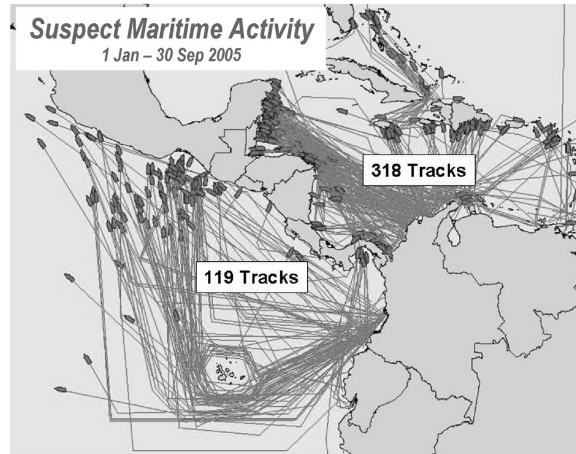 Suspect Maritime Activity
1 Jan – 30 Sep 2005
318 Tracks
119 Tracks